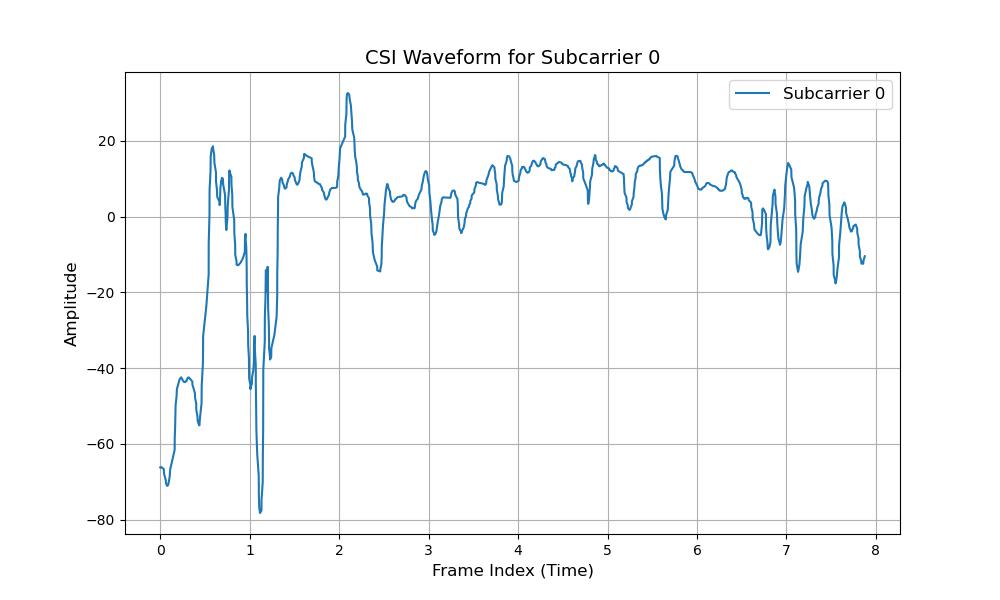 CSI Waveform for Subcarrier 0
Subcarrier 0
Amplitude
20
0
−20
−40
−60
−80
0 1 2 3 4 5 6 7 8
Frame Index (Time)